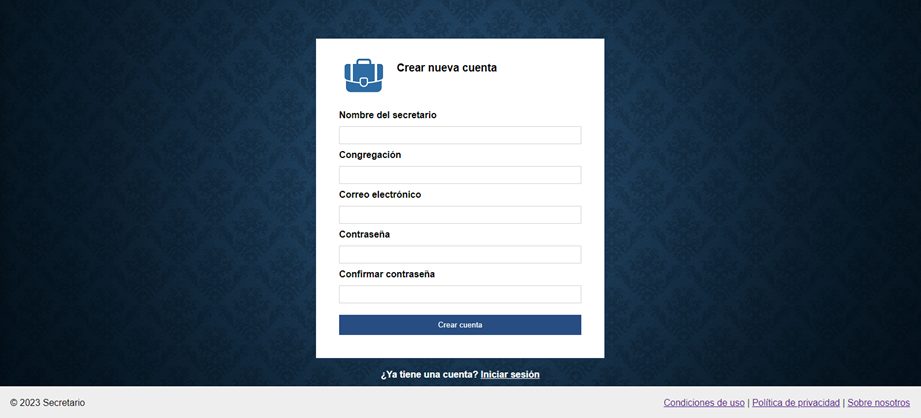 Crear nueva cuenta
Nombre del secretario
Congregación
Correo electrónico
Contraseña
Confirmar contraseña
Crear cuenta
¿Ya tiene una cuenta? Iniciar sesión
© 2023 Secretario
Condiciones de uso | Política de privacidad | Sobre nosotros